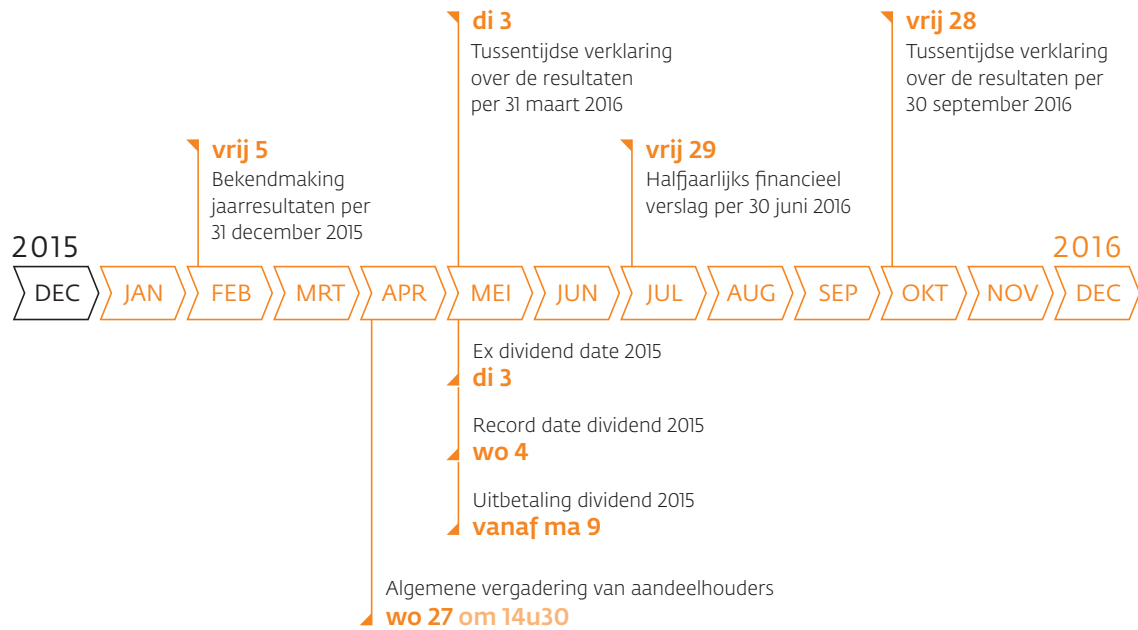 di 3
Tussentijdse verklaring
over de resultaten
per 31 maart 2016
vrij 28
Tussentijdse verklaring
over de resultaten per
30 september 2016
vrij 5
Bekendmaking
jaarresultaten per
31 december 2015
vrij 29
Halfjaarlijks financieel
verslag per 30 juni 2016
2015
2016
DEC JAN FEB MRT APR MEI JUN JUL AUG SEP OKT NOV DEC
Ex dividend date 2015
di 3
Record date dividend 2015
wo 4
Uitbetaling dividend 2015
vanaf ma 9
Algemene vergadering van aandeelhouders
wo 27 om 14u30